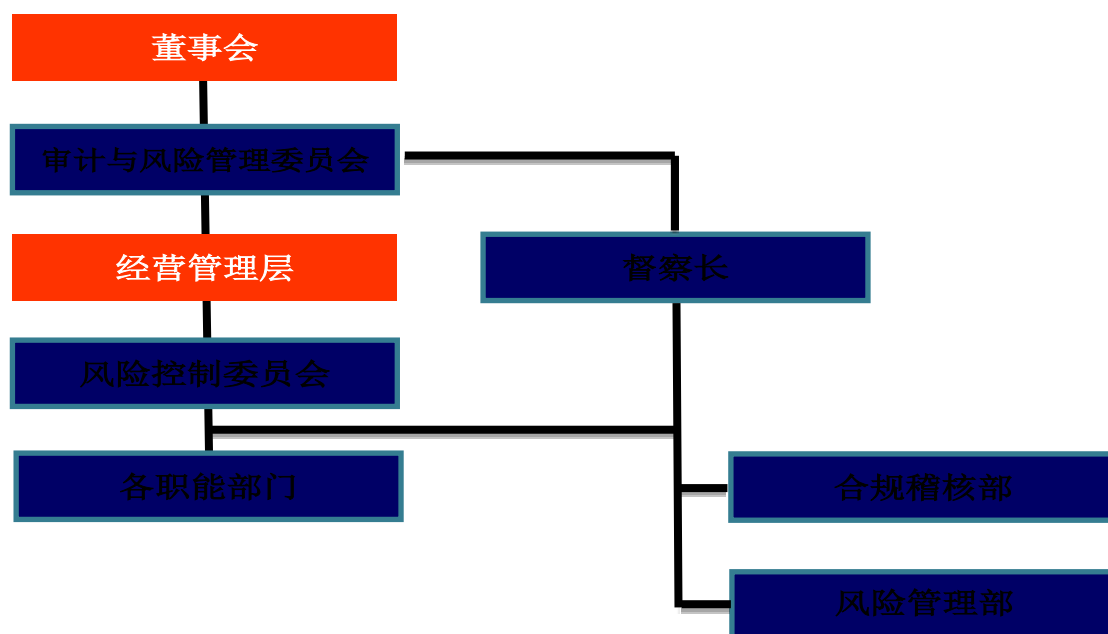 董事会
审计与风险管理委员会
经营管理层
督察长
风险控制委员会
各职能部门
合规稽核部
风险管理部